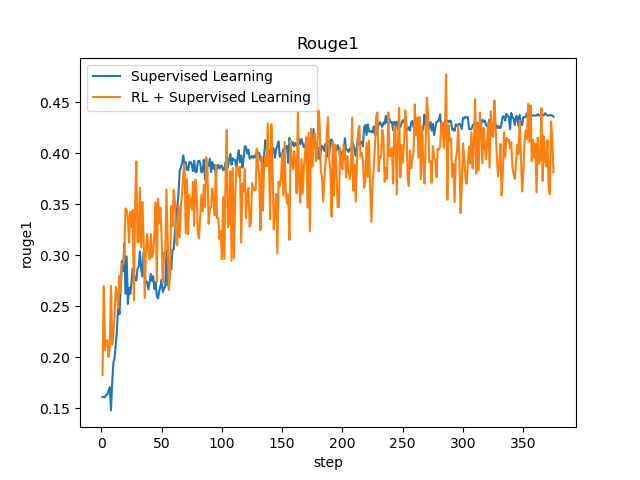 Rouge1
Supervised Learning
RL + Supervised Learning
0.45
0.40
0.35
0.30
0.25
0.20
0.15
rouge1
0 50 100 150 200 250 300 350
step